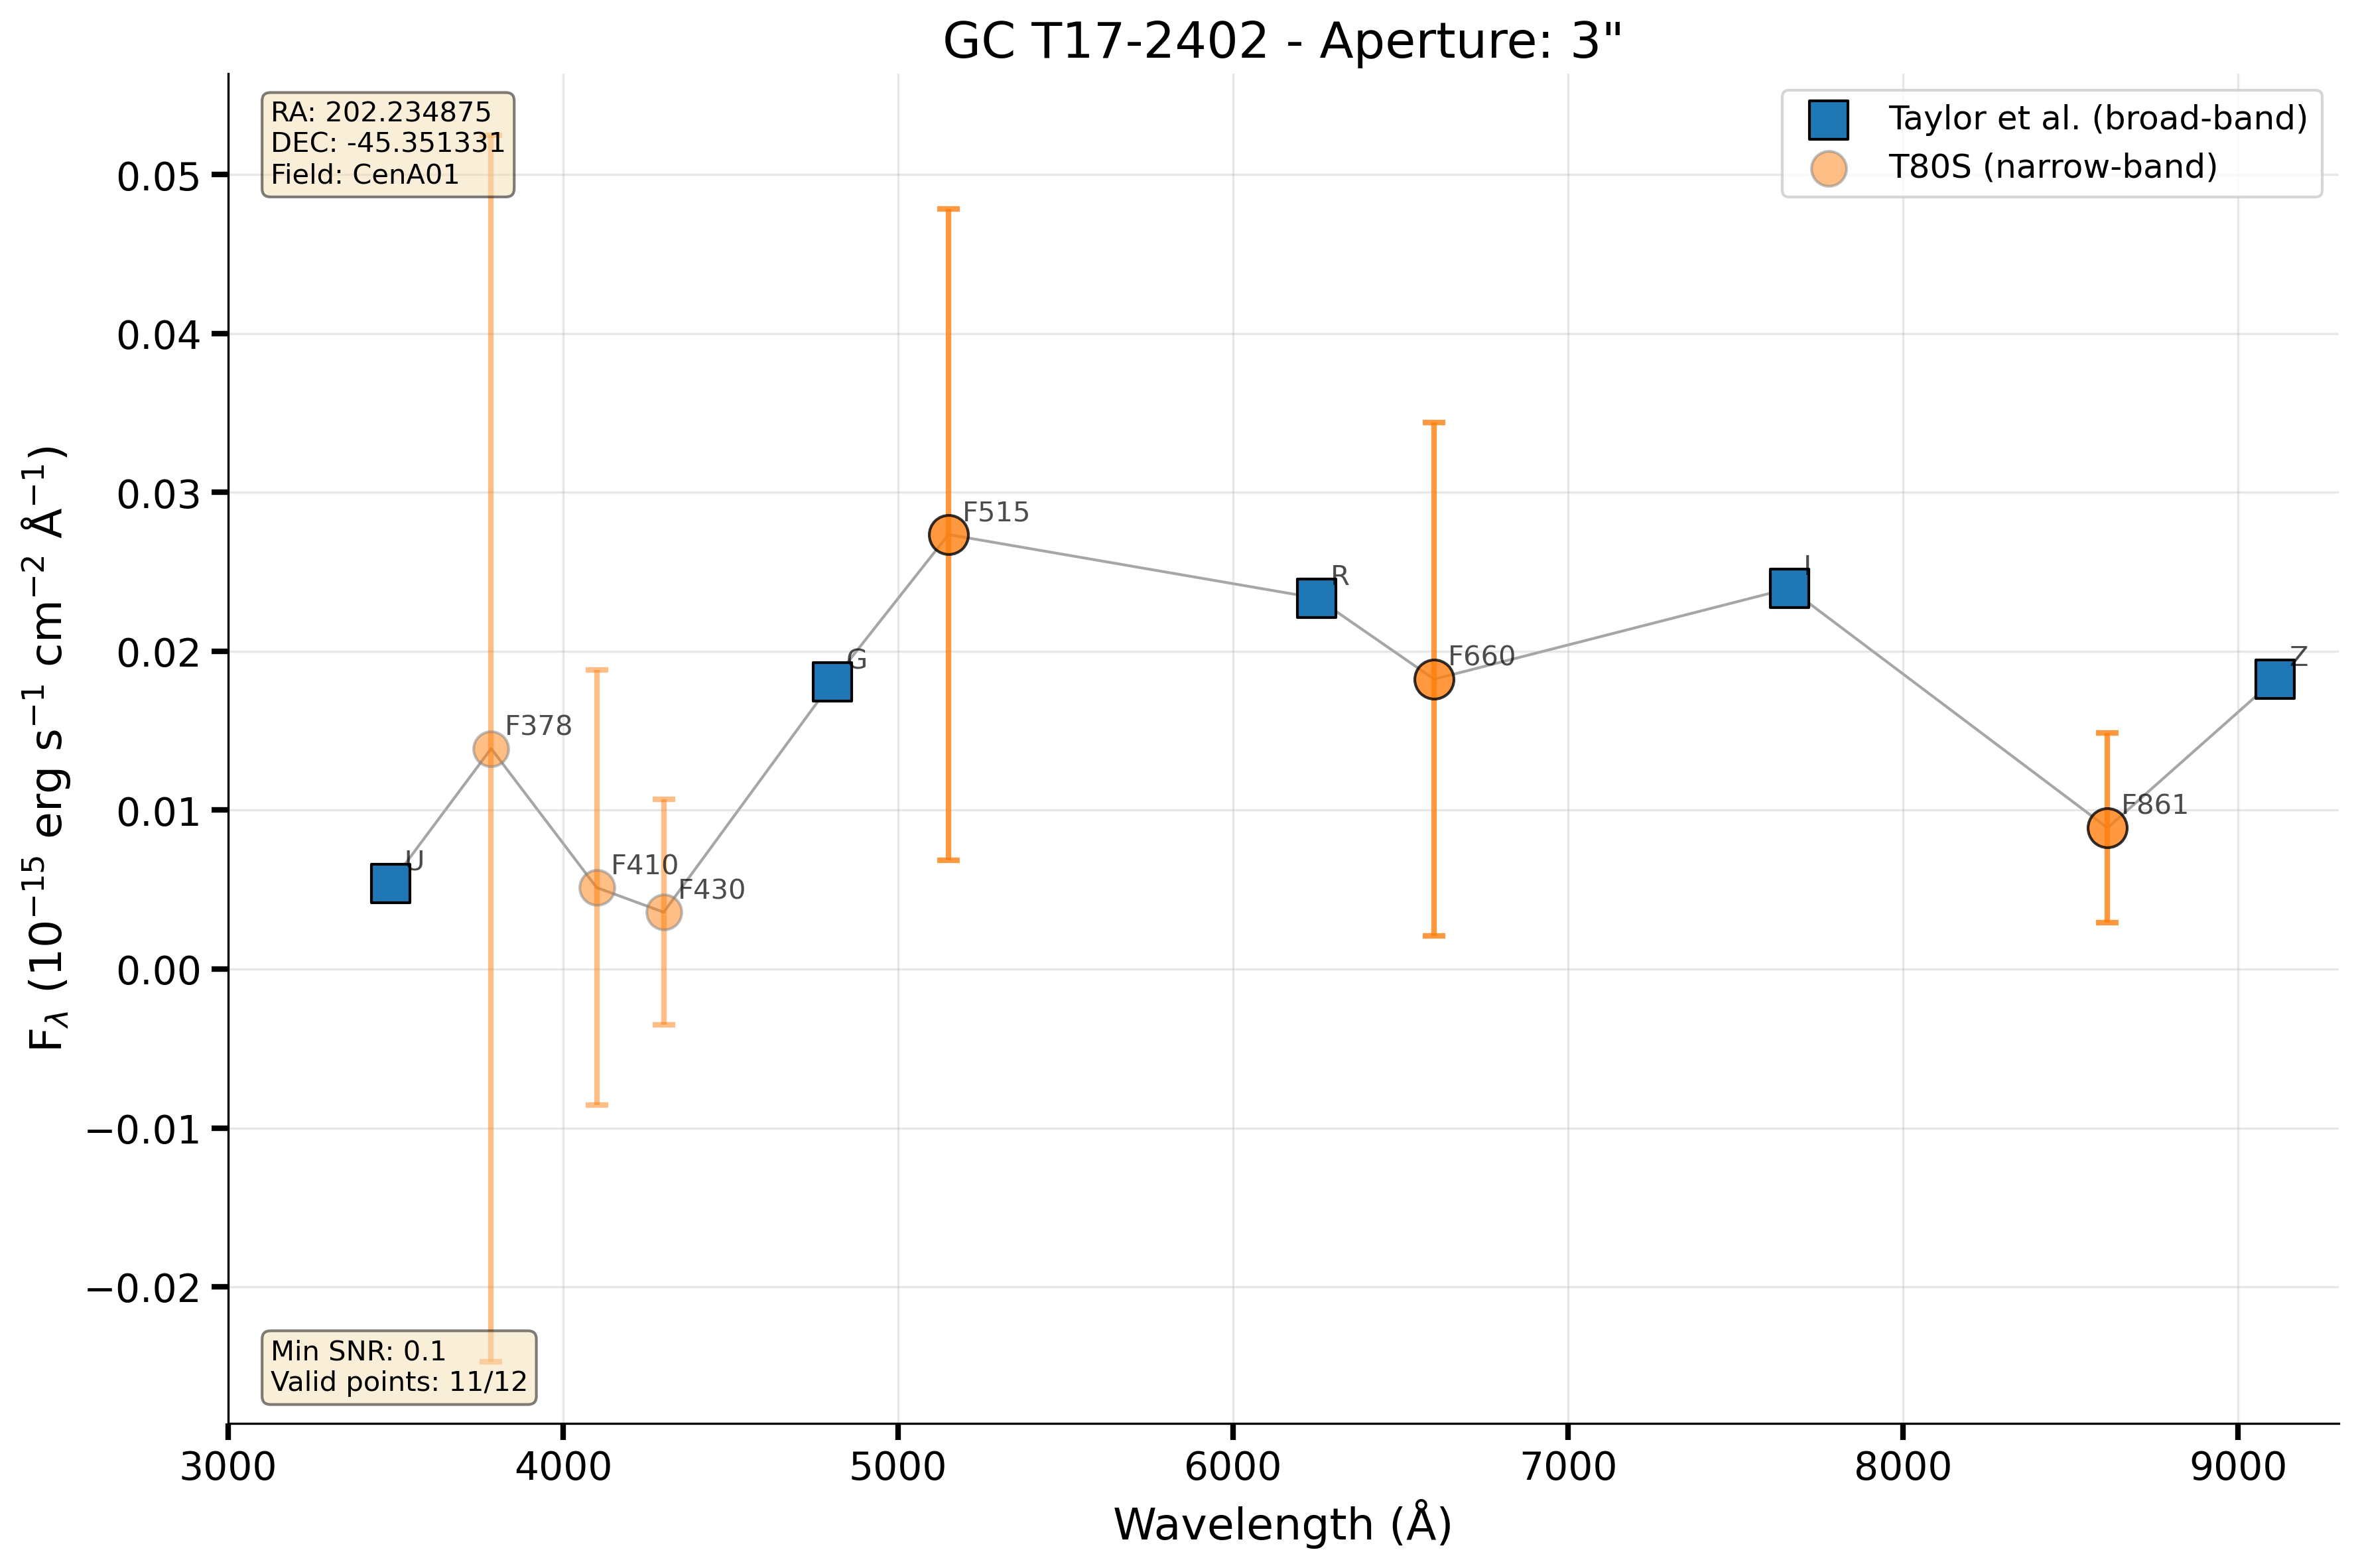 GC T17-2402 - Aperture: 3"
RA: 202.234875
DEC: -45.351331
Field: CenA01
Taylor et al. (broad-band)
T80S (narrow-band)
F_λ (10⁻¹⁵ erg s⁻¹ cm⁻² Å⁻¹)
0.05
0.04
0.03
0.02
0.01
0.00
−0.01
−0.02
U
F378
F410
F430
G
F515
R
F660
I
F861
Z
Min SNR: 0.1
Valid points: 11/12
3000
4000
5000
6000
7000
8000
9000
Wavelength (Å)